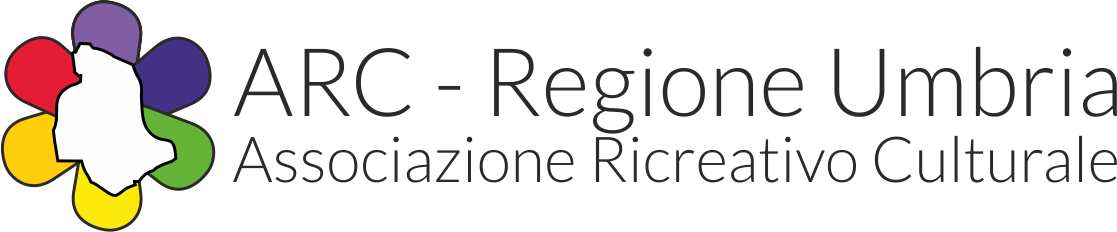 ARC - Regione Umbria
Associazione Ricreativo Culturale